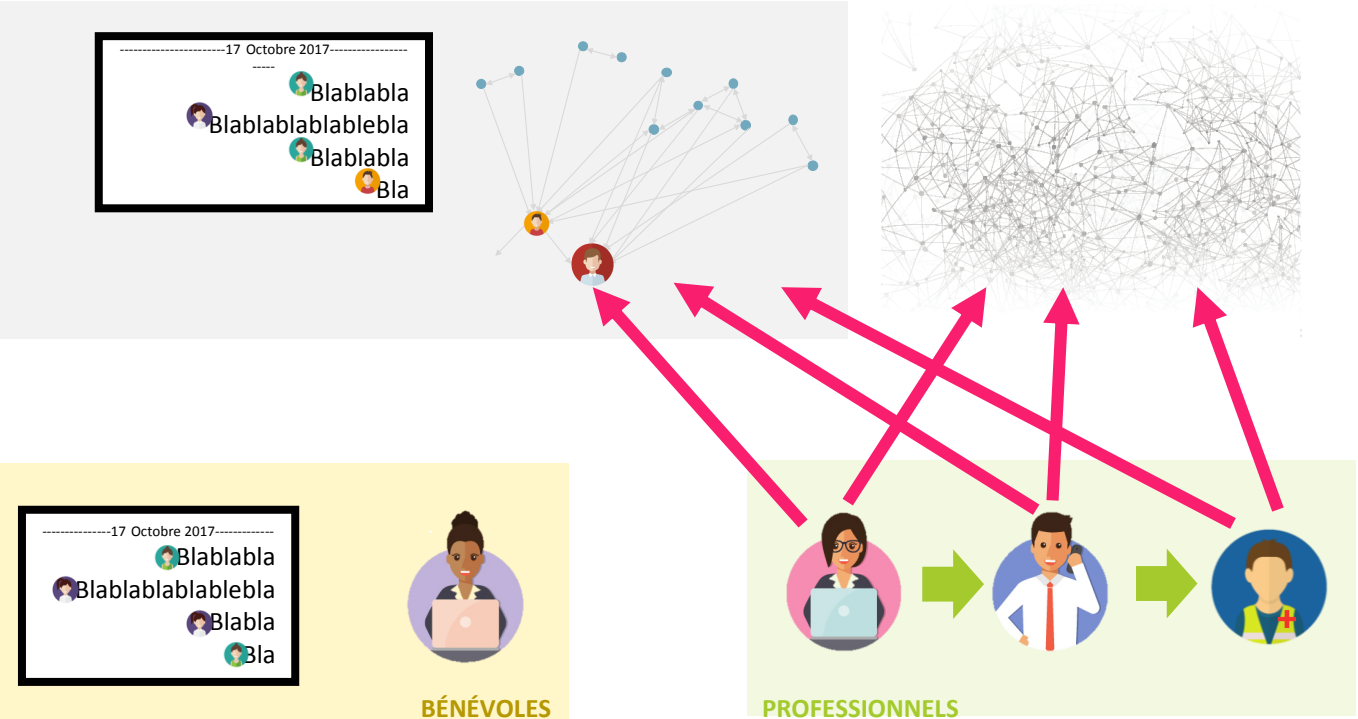 -----------------------17 Octobre 2017-----------------
-----
Blablabla
Blablablablablebla
Blablabla
Bla
---------------17 Octobre 2017-------------
Blablabla
Blablablablablebla
Blabla
Bla
BÉNÉVOLES
PROFESSIONNELS